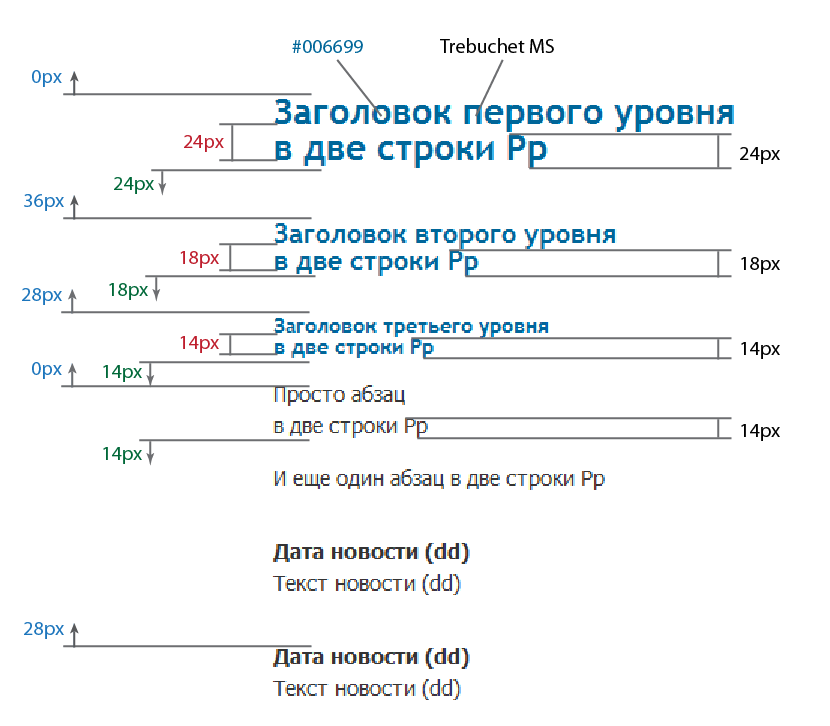 #006699 Trebuchet MS
0px
Заголовок первого уровня
24px
в две строки Pp
24px
24px
36px
Заголовок второго уровня
18px
в две строки Pp
18px
18px
28px
Заголовок третьего уровня
14px
в две строки Pp
14px
0px
14px
Просто абзац
в две строки Pp
14px
14px
И еще один абзац в две строки Pp
Дата новости (dd)
Текст новости (dd)
28px
Дата новости (dd)
Текст новости (dd)